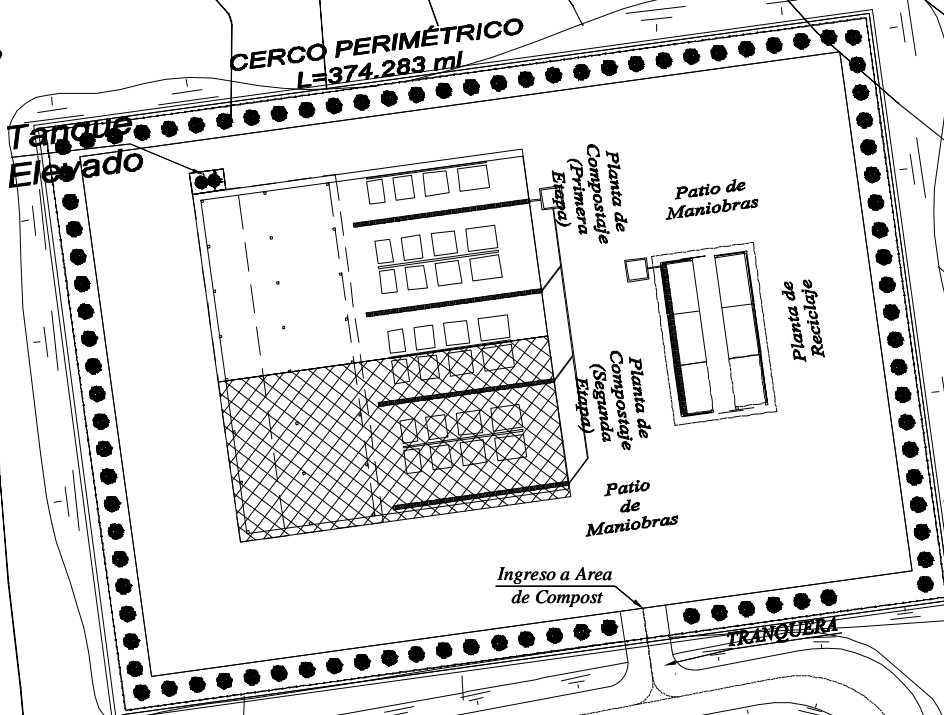 CERCO PERIMÉTRICO
L=374.283 ml
Tanque
Elevado
Planta de
Compostaje
(Primera
Etapa)
Patio de
Maniobras
Planta de
Reciclaje
Planta de
Compostaje
(Segunda
Etapa)
Patio
de
Maniobras
Ingreso a Area
de Compost
TRANQUERA